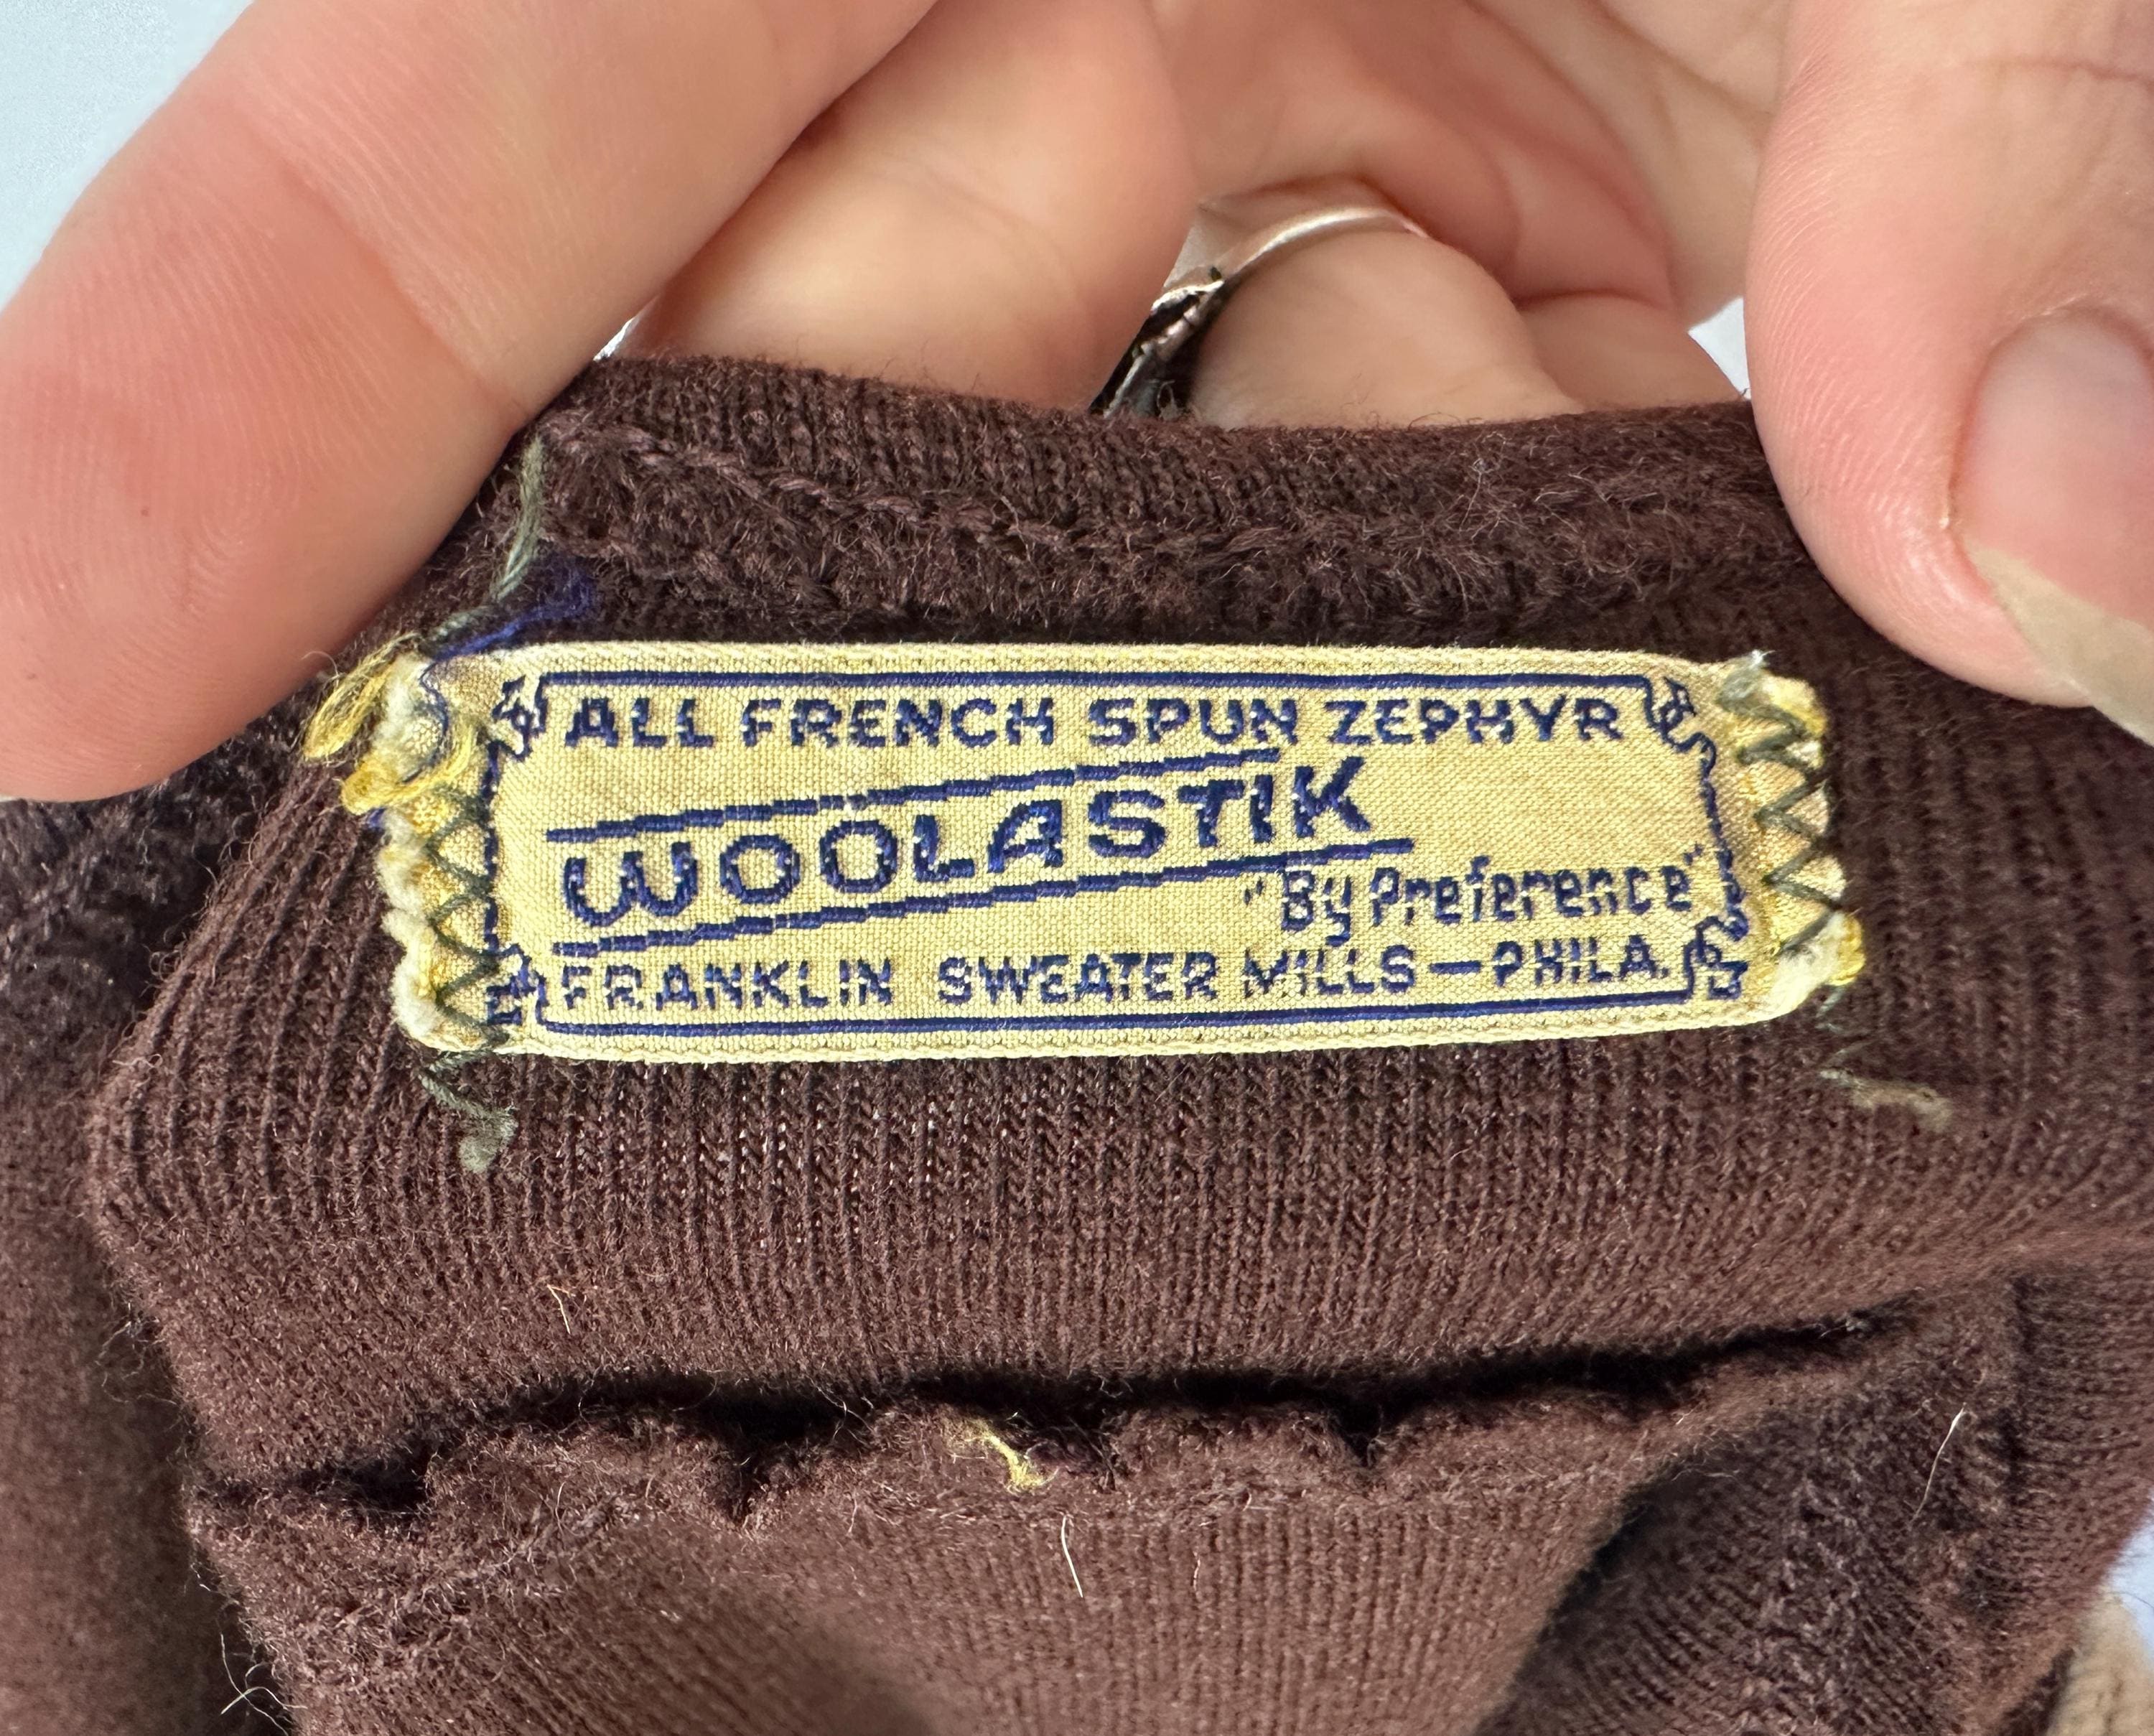 ALL FRENCH SPUN ZEPHYR
WOOLASTIK
"By Preference"
FRANKLIN SWEATER MILLS—PHILA.